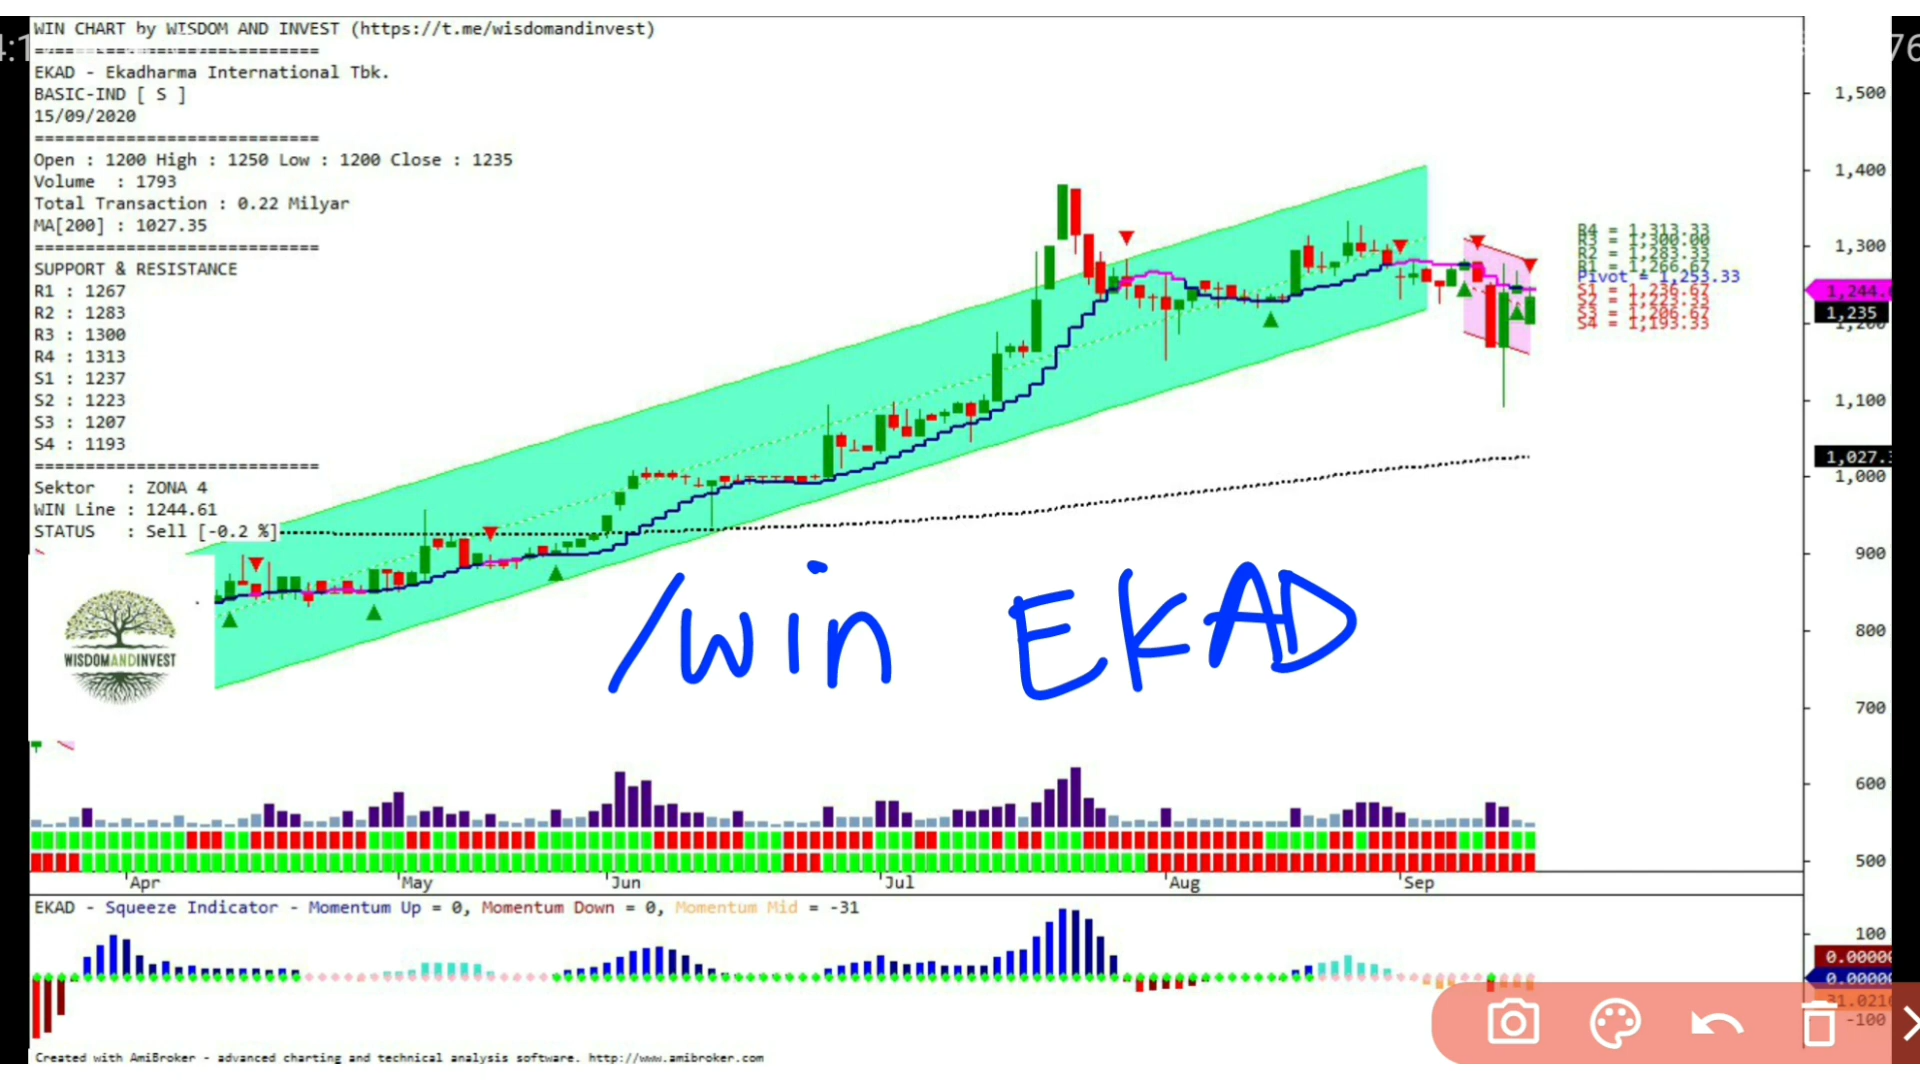 WIN CHART by WISDOM AND INVEST (https://t.me/wisdomandinvest)
============================
EKAD - Ekadharma International Tbk.
BASIC-IND [ S ]
15/09/2020
============================
Open : 1200 High : 1250 Low : 1200 Close : 1235
Volume : 1793
Total Transaction : 0.22 Milyar
MA[200] : 1027.35
============================
SUPPORT & RESISTANCE
R1 : 1267
R2 : 1283
R3 : 1300
R4 : 1313
S1 : 1237
S2 : 1223
S3 : 1207
S4 : 1193
============================
Sektor : ZONA 4
WIN Line : 1244.61
STATUS : Sell [-0.2 %]
WISDOMANDINVEST
/win EKAD
R4 = 1,313.33
R3 = 1,300.00
R2 = 1,283.33
R1 = 1,266.67
Pivot = 1,253.33
S1 = 1,236.67
S2 = 1,223.33
S3 = 1,206.67
S4 = 1,193.33
76
1,500
1,400
1,300
1,244.
1,235
1,200
1,100
1,027.
1,000
900
800
700
600
500
Apr May Jun Jul Aug Sep
EKAD - Squeeze Indicator - Momentum Up = 0, Momentum Down = 0, Momentum Mid = -31
100
0.0000
0.0000
-100
Created with AmiBroker - advanced charting and technical analysis software. http://www.amibroker.com